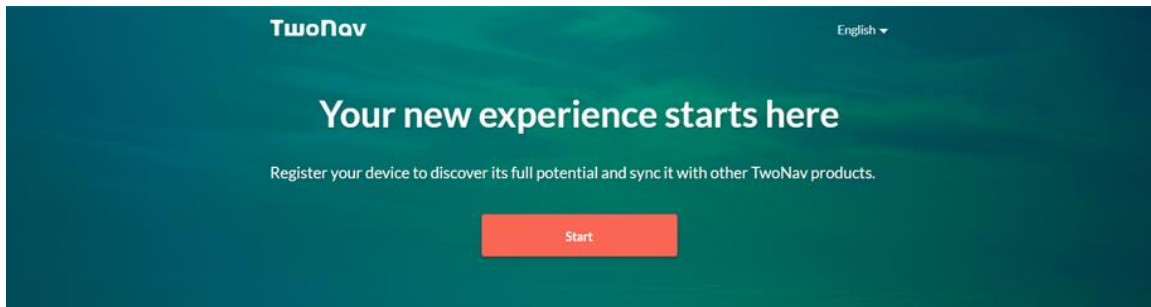 TwoNav
English
Your new experience starts here
Register your device to discover its full potential and sync it with other TwoNav products.
Start